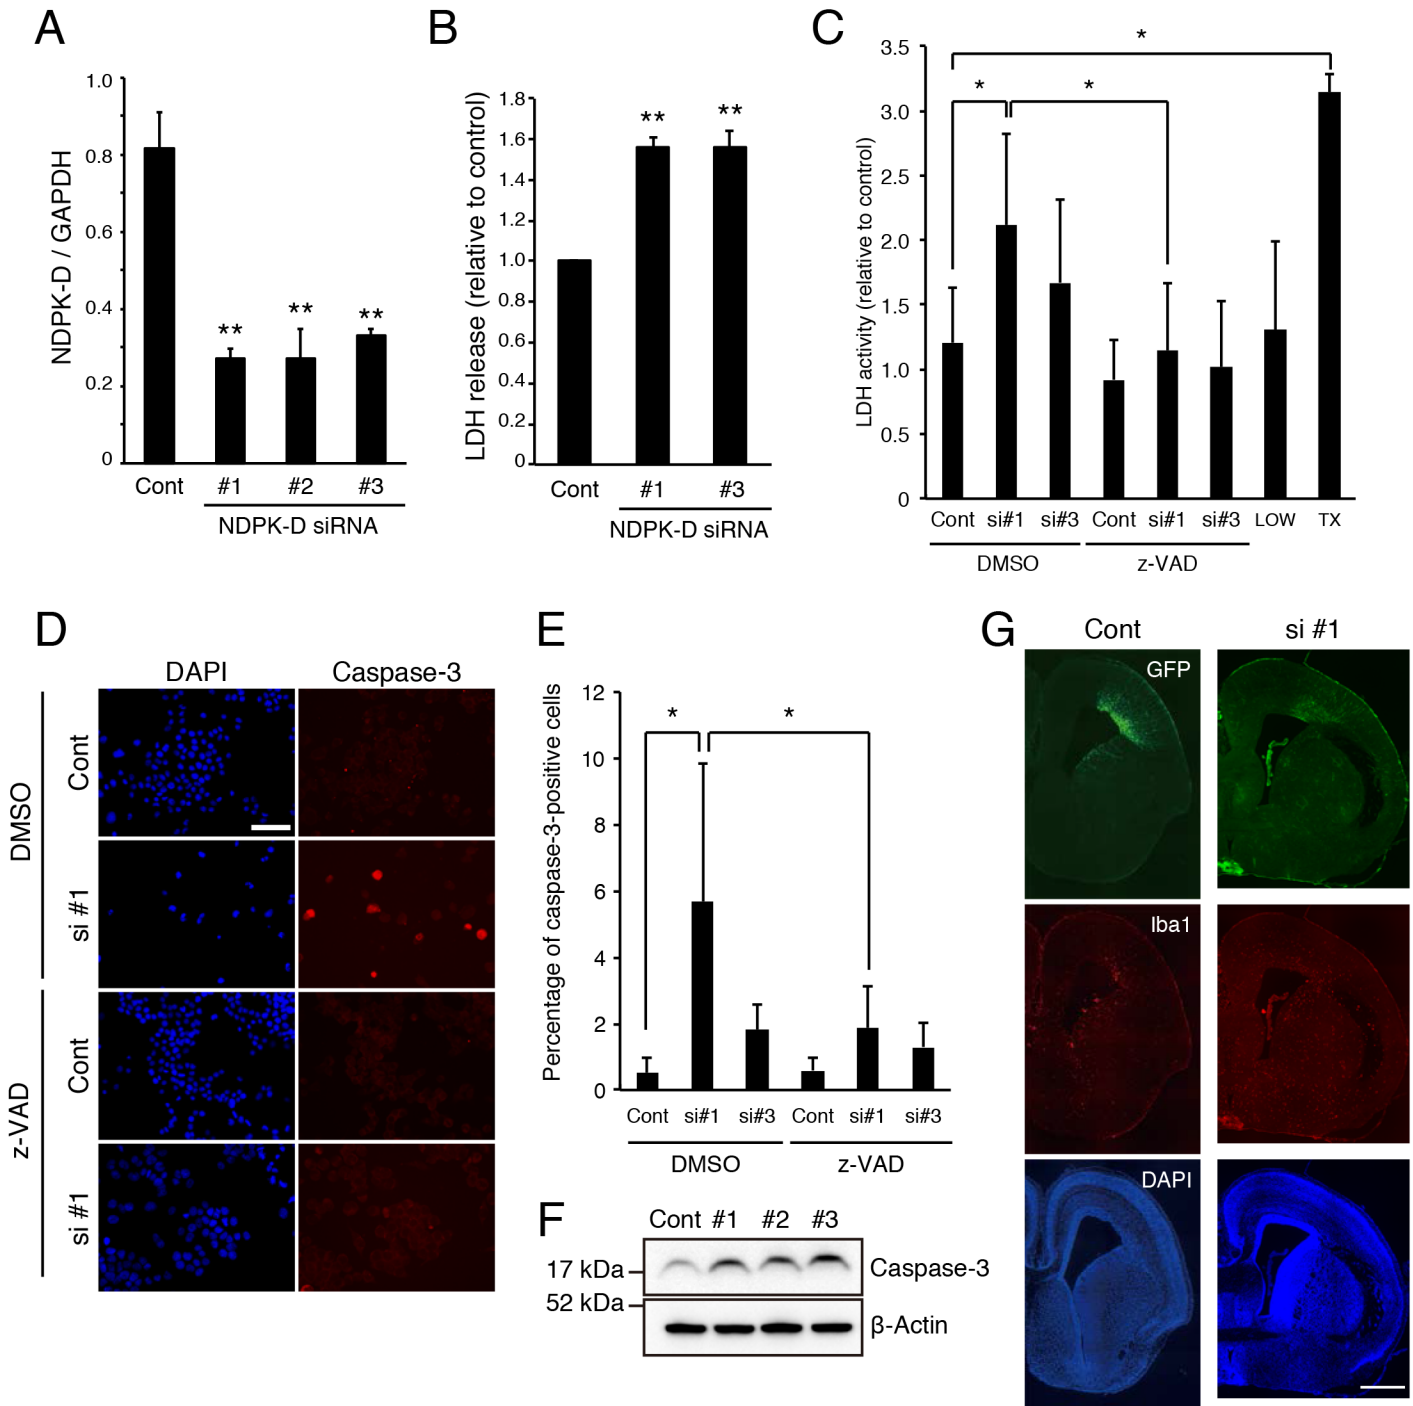 A
NDPK-D / GAPDH
1.0
0.8
0.6
0.4
0.2
0
**
**
**
Cont
#1
#2
#3
NDPK-D siRNA
B
LDH release (relative to control)
1.8
1.6
1.4
1.2
1.0
0.8
0.6
0.4
0.2
0
**
**
Cont
#1
#3
NDPK-D siRNA
C
LDH activity (relative to control)
3.5
3.0
2.5
2.0
1.5
1.0
0.5
0
*
*
*
Cont si#1 si#3 Cont si#1 si#3 LOW TX
DMSO
z-VAD
D
DAPI
Caspase-3
DMSO
Cont
si #1
z-VAD
Cont
si #1
E
Percentage of caspase-3-positive cells
12
10
8
6
4
2
0
*
*
Cont si#1 si#3 Cont si#1 si#3
DMSO
z-VAD
F
Cont #1 #2 #3
17 kDa
Caspase-3
52 kDa
β-Actin
G
Cont
si #1
GFP
Iba1
DAPI